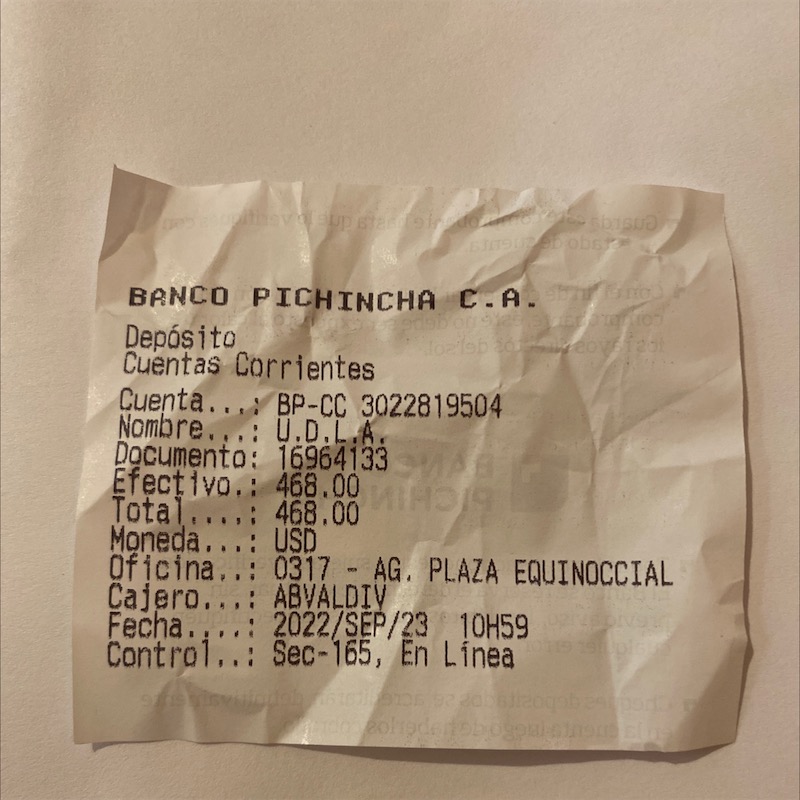 BANCO PICHINCHA C.A.
Depósito
Cuentas Corrientes
Cuenta...: BP-CC 3022819504
Nombre...: U.D.L.A.
Documento: 16964133
Efectivo.: 468.00
Total....: 468.00
Moneda...: USD
Oficina..: 0317 - AG. PLAZA EQUINOCCIAL
Cajero...: ABVALDIV
Fecha....: 2022/SEP/23 10H59
Control..: Sec-165, En Línea